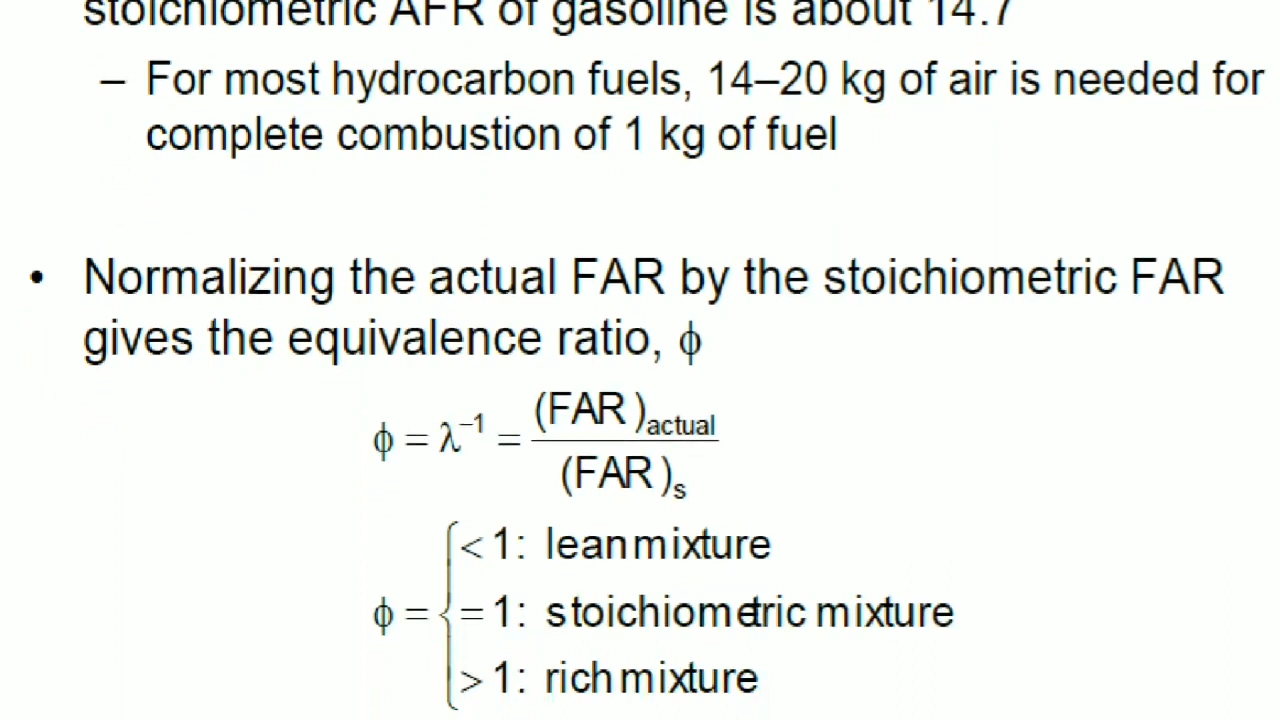 stoichiometric AFR of gasoline is about 14.7
– For most hydrocarbon fuels, 14–20 kg of air is needed for
complete combustion of 1 kg of fuel
• Normalizing the actual FAR by the stoichiometric FAR
gives the equivalence ratio, ϕ
ϕ = λ⁻¹ = (FAR)actual / (FAR)s
ϕ = { < 1: lean mixture
= 1: stoichiometric mixture
> 1: rich mixture